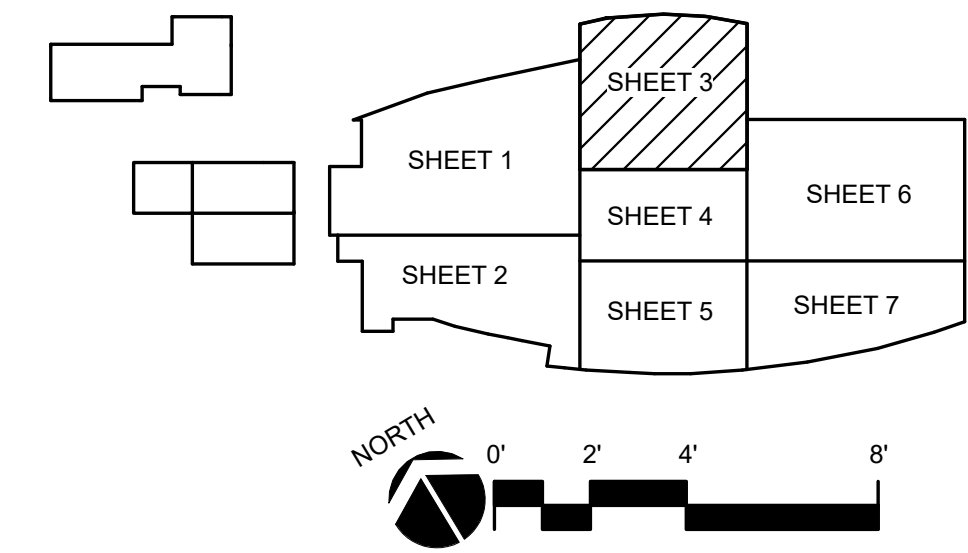 SHEET 3
SHEET 1
SHEET 6
SHEET 4
SHEET 2
SHEET 5
SHEET 7
NORTH
0' 2' 4' 8'